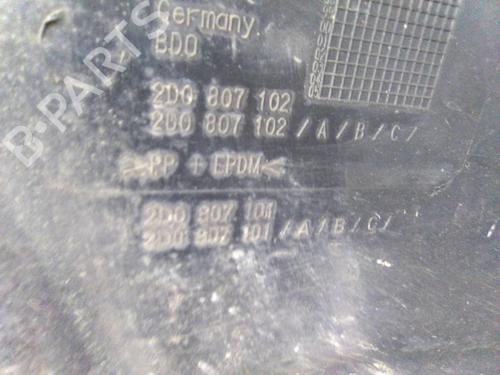 B-PARTS
Germany.
BDO
2D0 807 102
2D0 807 102 /A/B/C/
>PP + EPDM<
2D0 807 101
2D0 807 101 /A/B/C/